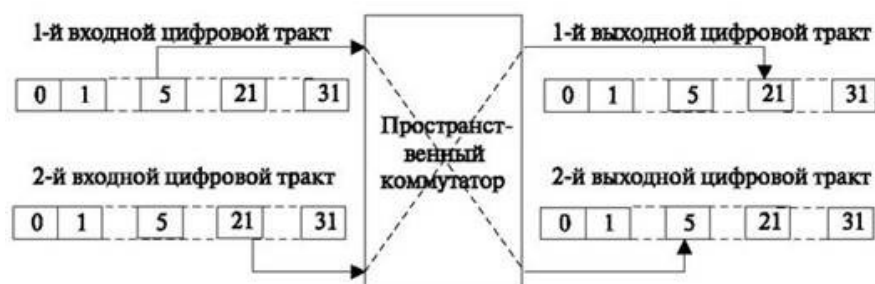 1-й входной цифровой тракт
0 1 5 21 31
2-й входной цифровой тракт
0 1 5 21 31
Пространст-
венный
коммутатор
1-й выходной цифровой тракт
0 1 5 21 31
2-й выходной цифровой тракт
0 1 5 21 31